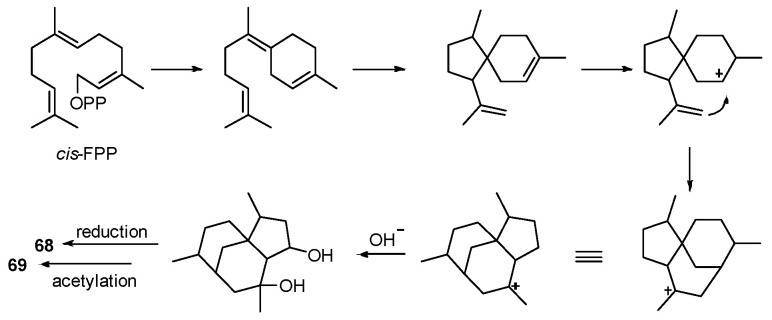 OPP
cis-FPP
+
+
+
OH⁻
OH
OH
reduction
68
69
acetylation